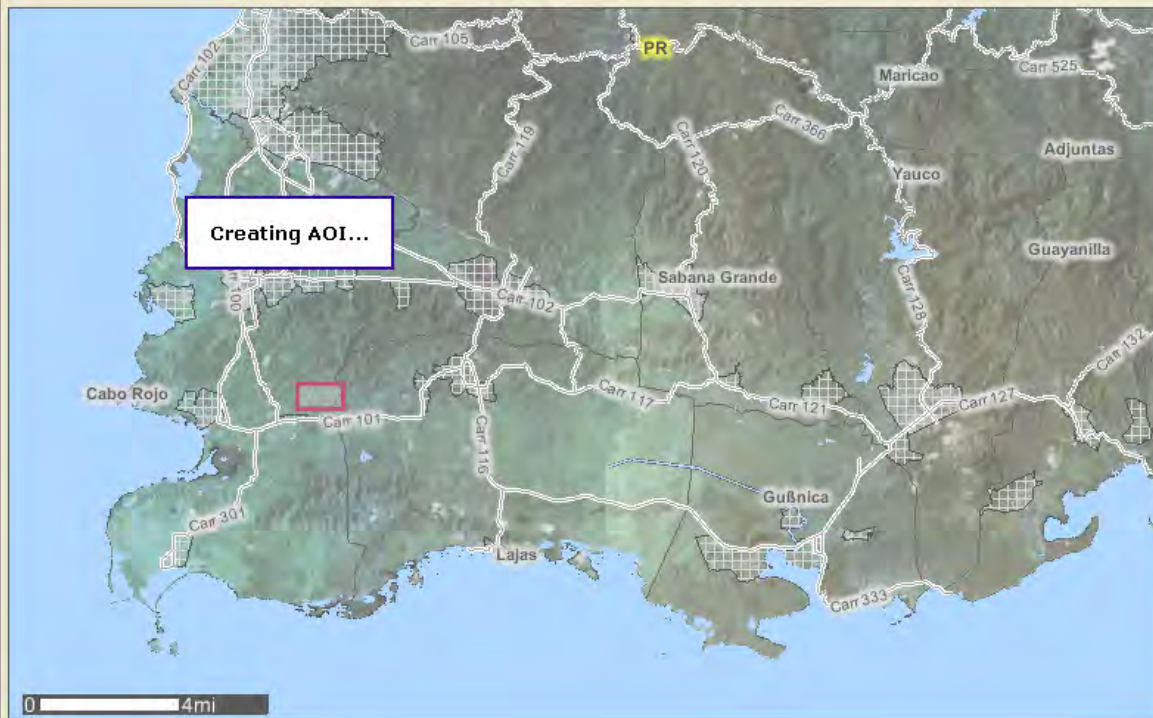 Carr 102
Carr 105
PR
Maricao
Carr 525
Carr 119
Carr 120
Carr 366
Adjuntas
Yauco
Creating AOI...
Guayanilla
Sabana Grande
100
Carr 102
Carr 128
Carr 132
Cabo Rojo
Carr 101
Carr 117
Carr 121
Carr 127
Carr 116
Gußnica
Carr 301
Lajas
Carr 333
0 4mi